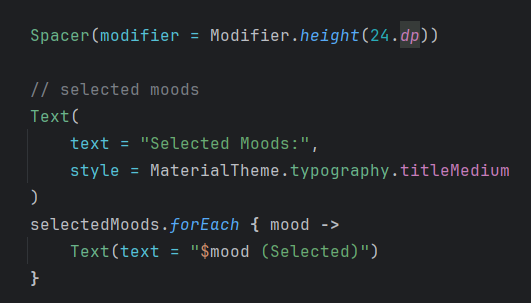 Spacer(modifier = Modifier.height(24.dp))
// selected moods
Text(
text = "Selected Moods:",
style = MaterialTheme.typography.titleMedium
)
selectedMoods.forEach { mood ->
Text(text = "$mood (Selected)")
}